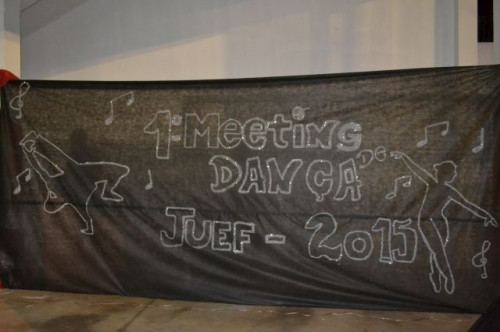 1º Meeting DE
DANÇA
JUEF - 2015